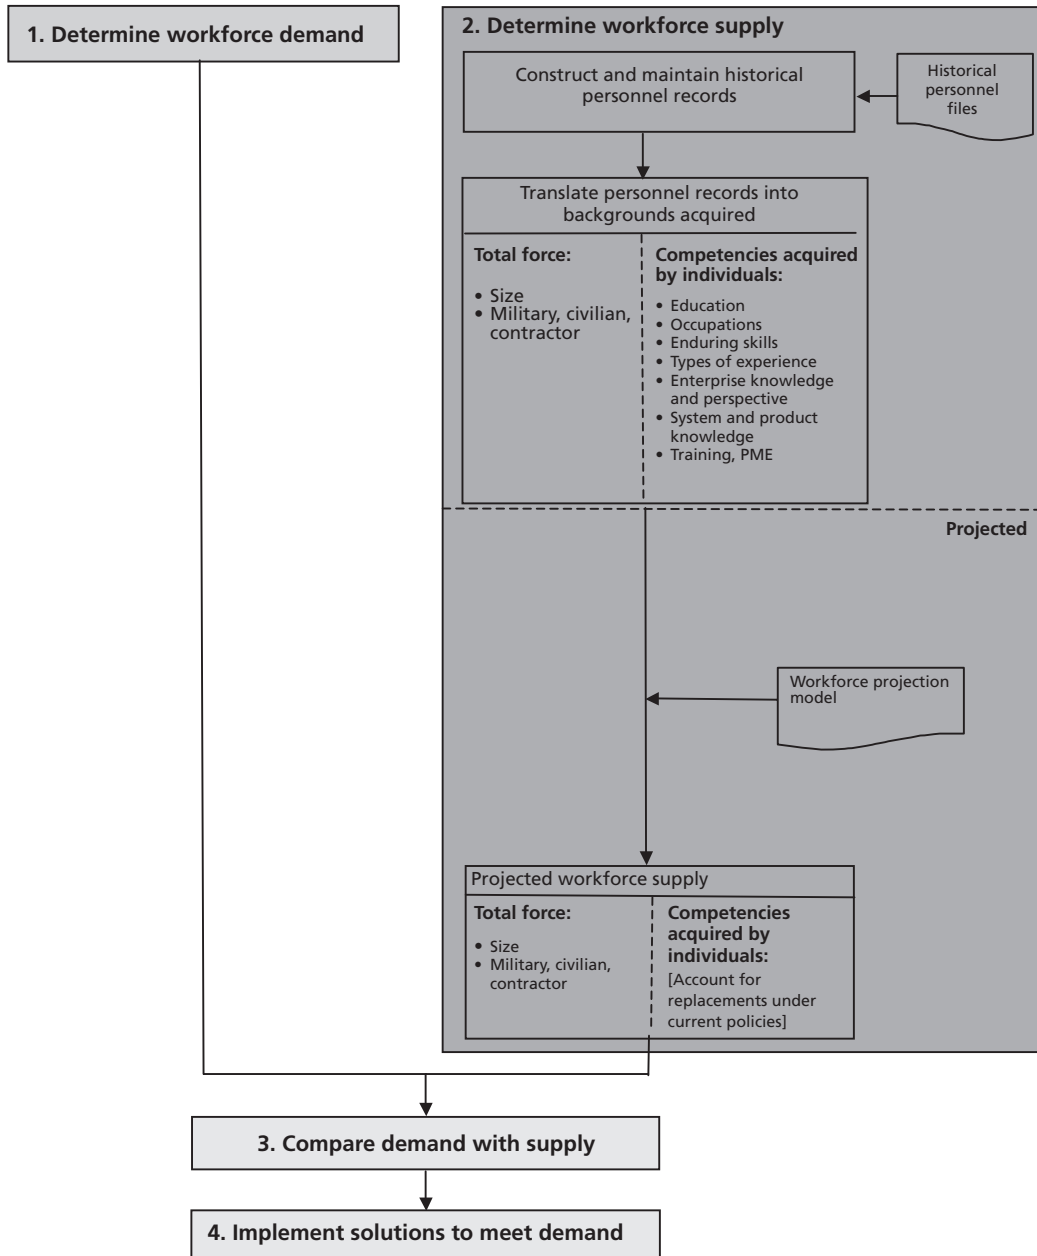 1. Determine workforce demand
2. Determine workforce supply
Construct and maintain historical
personnel records
Historical
personnel
files
Translate personnel records into
backgrounds acquired
Total force:
• Size
• Military, civilian,
contractor
Competencies acquired
by individuals:
• Education
• Occupations
• Enduring skills
• Types of experience
• Enterprise knowledge
and perspective
• System and product
knowledge
• Training, PME
Projected
Workforce projection
model
Projected workforce supply
Total force:
• Size
• Military, civilian,
contractor
Competencies
acquired by
individuals:
[Account for
replacements under
current policies]
3. Compare demand with supply
4. Implement solutions to meet demand